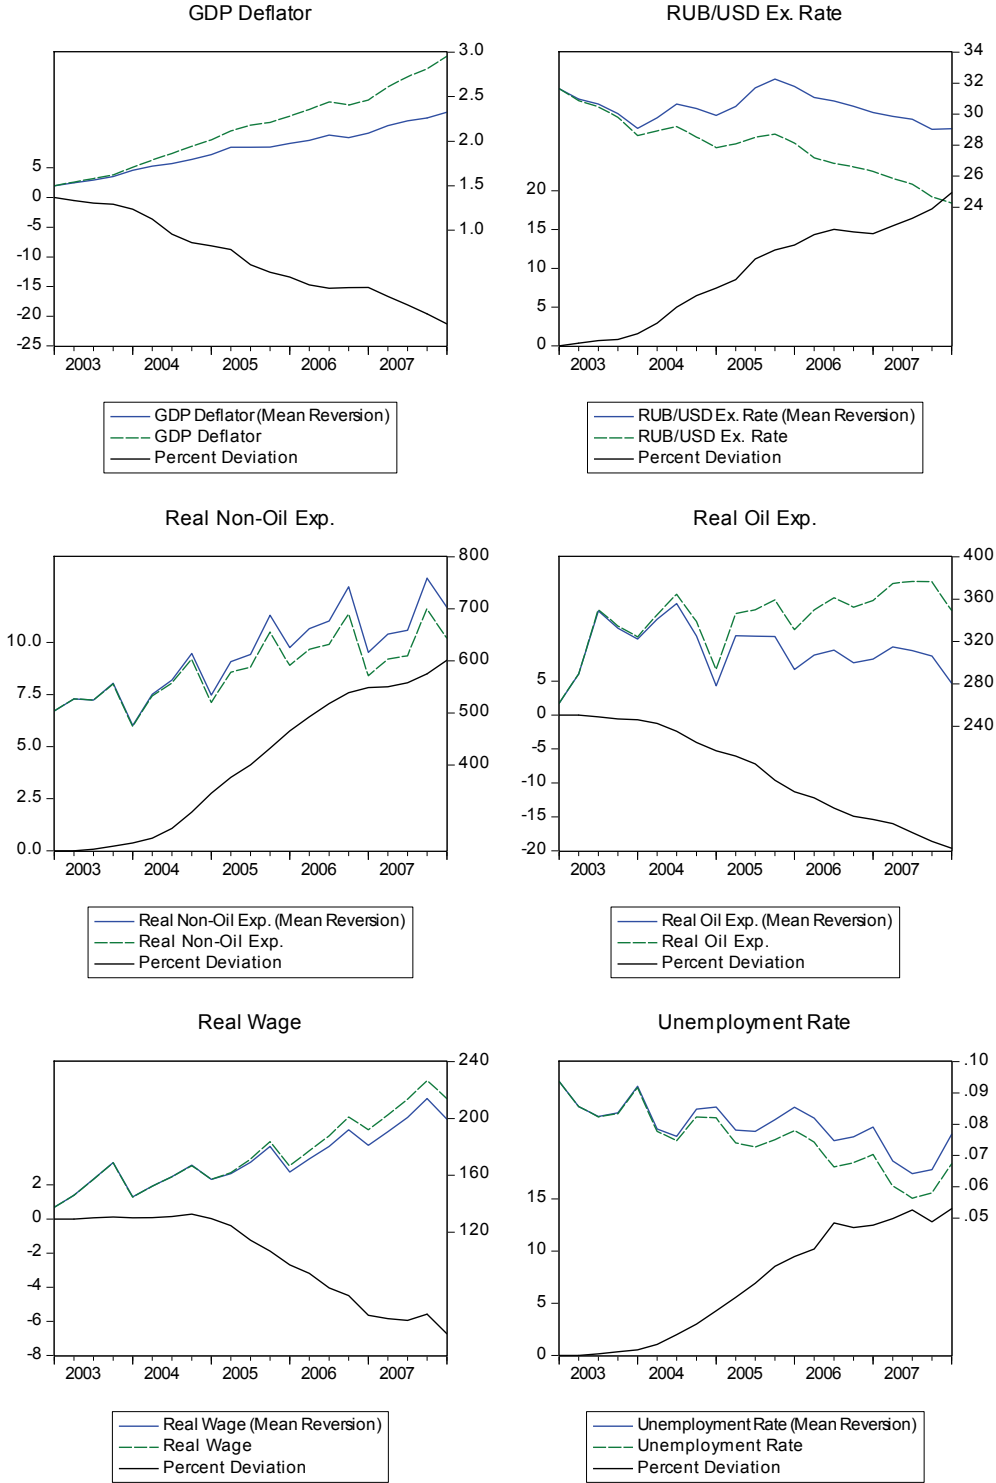 GDP Deflator
3.0
2.5
2.0
1.5
1.0
5
0
-5
-10
-15
-20
-25
2003 2004 2005 2006 2007
GDP Deflator (Mean Reversion)
GDP Deflator
Percent Deviation
RUB/USD Ex. Rate
34
32
30
28
26
24
20
15
10
5
0
2003 2004 2005 2006 2007
RUB/USD Ex. Rate (Mean Reversion)
RUB/USD Ex. Rate
Percent Deviation
Real Non-Oil Exp.
800
700
600
500
400
10.0
7.5
5.0
2.5
0.0
2003 2004 2005 2006 2007
Real Non-Oil Exp. (Mean Reversion)
Real Non-Oil Exp.
Percent Deviation
Real Oil Exp.
400
360
320
280
240
5
0
-5
-10
-15
-20
2003 2004 2005 2006 2007
Real Oil Exp. (Mean Reversion)
Real Oil Exp.
Percent Deviation
Real Wage
240
200
160
120
2
0
-2
-4
-6
-8
2003 2004 2005 2006 2007
Real Wage (Mean Reversion)
Real Wage
Percent Deviation
Unemployment Rate
.10
.09
.08
.07
.06
.05
15
10
5
0
2003 2004 2005 2006 2007
Unemployment Rate (Mean Reversion)
Unemployment Rate
Percent Deviation